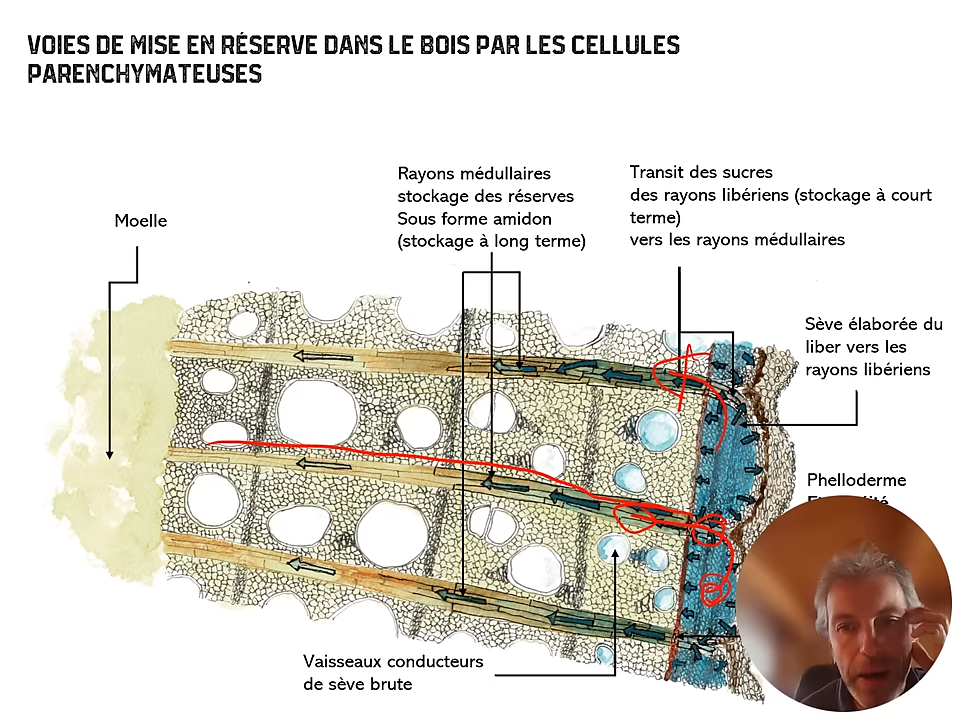 VOIES DE MISE EN RÉSERVE DANS LE BOIS PAR LES CELLULES
PARENCHYMATEUSES
Rayons médullaires
stockage des réserves
Sous forme amidon
(stockage à long terme)
Transit des sucres
des rayons libériens (stockage à court
terme)
vers les rayons médullaires
Moelle
Sève élaborée du
liber vers les
rayons libériens
Phelloderme
Vaisseaux conducteurs
de sève brute